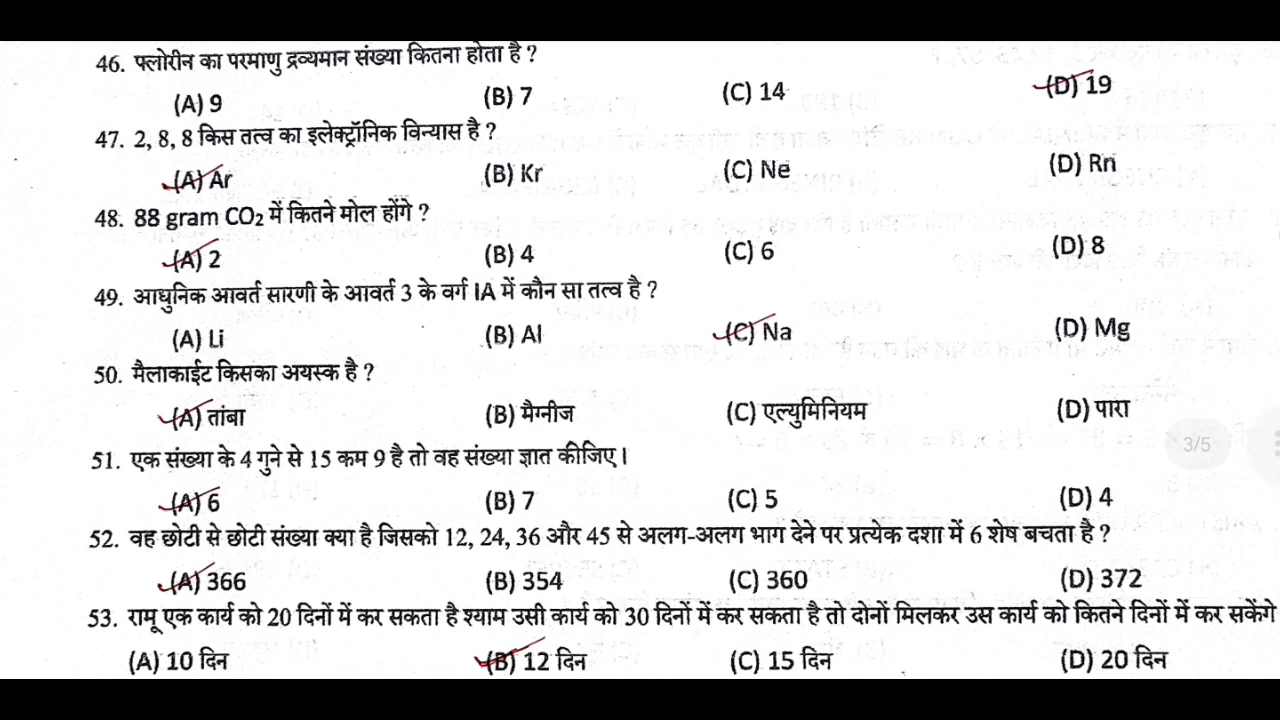 46. फ्लोरीन का परमाणु द्रव्यमान संख्या कितना होता है ?
(A) 9 (B) 7 (C) 14 (D) 19
47. 2, 8, 8 किस तत्व का इलेक्ट्रॉनिक विन्यास है ?
(A) Ar (B) Kr (C) Ne (D) Rn
48. 88 gram CO₂ में कितने मोल होंगे ?
(A) 2 (B) 4 (C) 6 (D) 8
49. आधुनिक आवर्त सारणी के आवर्त 3 के वर्ग IA में कौन सा तत्व है ?
(A) Li (B) Al (C) Na (D) Mg
50. मैलाकाईट किसका अयस्क है ?
(A) तांबा (B) मैग्नीज (C) एल्युमिनियम (D) पारा
3/5
51. एक संख्या के 4 गुने से 15 कम 9 है तो वह संख्या ज्ञात कीजिए।
(A) 6 (B) 7 (C) 5 (D) 4
52. वह छोटी से छोटी संख्या क्या है जिसको 12, 24, 36 और 45 से अलग-अलग भाग देने पर प्रत्येक दशा में 6 शेष बचता है ?
(A) 366 (B) 354 (C) 360 (D) 372
53. रामू एक कार्य को 20 दिनों में कर सकता है श्याम उसी कार्य को 30 दिनों में कर सकता है तो दोनों मिलकर उस कार्य को कितने दिनों में कर सकेंगे
(A) 10 दिन (B) 12 दिन (C) 15 दिन (D) 20 दिन